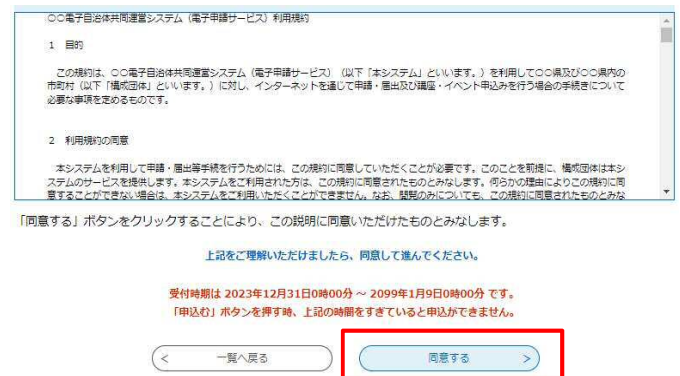 〇〇電子自治体共同運営システム（電子申請サービス）利用規約
1　目的
この規約は、〇〇電子自治体共同運営システム（電子申請サービス）（以下「本システム」といいます。）を利用して〇〇県及び〇〇県内の
市町村（以下「構成団体」といいます。）に対し、インターネットを通じて申請・届出及び講座・イベント申込みを行う場合の手続きについて
必要な事項を定めるものです。
2　利用規約の同意
本システムを利用して申請・届出等手続を行うためには、この規約に同意していただくことが必要です。このことを前提に、構成団体は本シ
ステムのサービスを提供します。本システムをご利用された方は、この規約に同意されたものとみなします。何らかの理由によりこの規約に同
意することができない場合は、本システムをご利用いただくことができません。なお、閲覧のみについても、この規約に同意されたものとみな
「同意する」ボタンをクリックすることにより、この説明に同意いただけたものとみなします。
上記をご理解いただけましたら、同意して進んでください。
受付時期は 2023年12月31日0時00分 ～ 2099年1月9日0時00分 です。
「申込む」ボタンを押す時、上記の時間をすぎていると申込ができません。
< 一覧へ戻る
同意する >